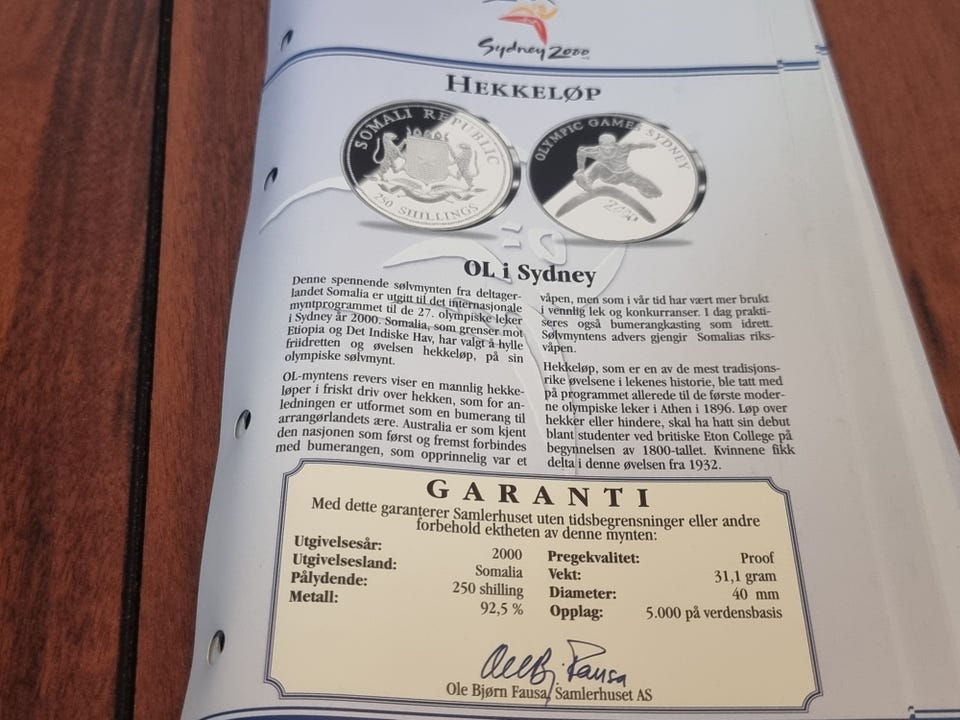 Sydney 2000
HEKKELØP
SOMALI REPUBLIC
250 SHILLINGS
OLYMPIC GAMES SYDNEY
2000
OL i Sydney
Denne spennende sølvmynten fra deltager-
landet Somalia er utgitt til det internasjonale
myntprogrammet til de 27. olympiske leker
i Sydney år 2000. Somalia, som grenser mot
Etiopia og Det Indiske Hav, har valgt å hylle
friidretten og øvelsen hekkeløp, på sin
olympiske sølvmynt.
OL-myntens revers viser en mannlig hekke-
løper i friskt driv over hekken, som for an-
ledningen er utformet som en bumerang til
arrangørlandets ære. Australia er som kjent
den nasjonen som først og fremst forbindes
med bumerangen, som opprinnelig var et
våpen, men som i vår tid har vært mer brukt
i vennlig lek og konkurranser. I dag prakti-
seres også bumerangkasting som idrett.
Sølvmyntens advers gjengir Somalias riks-
våpen.
Hekkeløp, som er en av de mest tradisjons-
rike øvelsene i lekenes historie, ble tatt med
på programmet allerede til de første moder-
ne olympiske leker i Athen i 1896. Løp over
hekker eller hindere, skal ha hatt sin debut
blant studenter ved britiske Eton College på
begynnelsen av 1800-tallet. Kvinnene fikk
delta i denne øvelsen fra 1932.
GARANTI
Med dette garanterer Samlerhuset uten tidsbegrensninger eller andre
forbehold ektheten av denne mynten:
Utgivelsesår: 2000
Utgivelsesland: Somalia
Pålydende: 250 shilling
Metall: 92,5 %
Pregekvalitet: Proof
Vekt: 31,1 gram
Diameter: 40 mm
Opplag: 5.000 på verdensbasis
Ole Bj. Fausa
Ole Bjørn Fausa, Samlerhuset AS